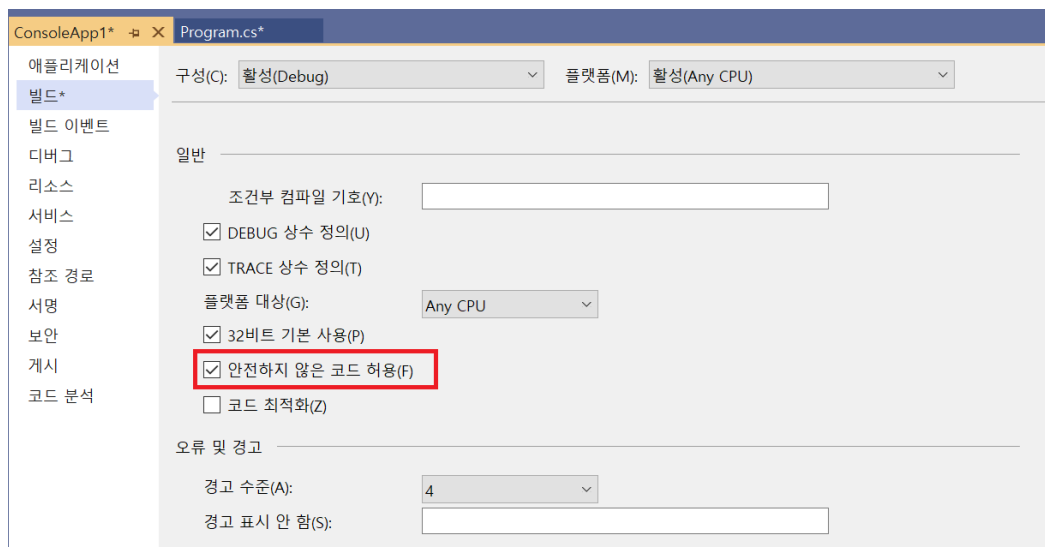 ConsoleApp1* Program.cs*
애플리케이션
빌드*
빌드 이벤트
디버그
리소스
서비스
설정
참조 경로
서명
보안
게시
코드 분석
구성(C): 활성(Debug) 플랫폼(M): 활성(Any CPU)
일반
조건부 컴파일 기호(Y):
DEBUG 상수 정의(U)
TRACE 상수 정의(T)
플랫폼 대상(G): Any CPU
32비트 기본 사용(P)
안전하지 않은 코드 허용(F)
코드 최적화(Z)
오류 및 경고
경고 수준(A): 4
경고 표시 안 함(S):